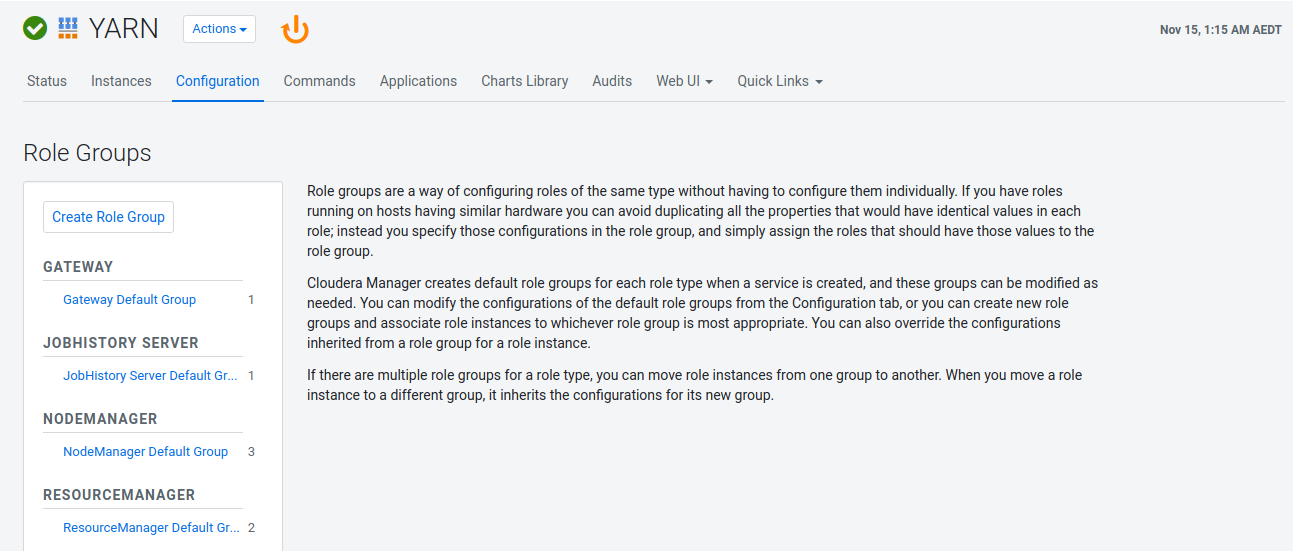 YARN Actions
Nov 15, 1:15 AM AEDT
Status Instances Configuration Commands Applications Charts Library Audits Web UI Quick Links
Role Groups
Create Role Group
GATEWAY
Gateway Default Group 1
JOBHISTORY SERVER
JobHistory Server Default Gr... 1
NODEMANAGER
NodeManager Default Group 3
RESOURCEMANAGER
ResourceManager Default Gr... 2
Role groups are a way of configuring roles of the same type without having to configure them individually. If you have roles
running on hosts having similar hardware you can avoid duplicating all the properties that would have identical values in each
role; instead you specify those configurations in the role group, and simply assign the roles that should have those values to the
role group.
Cloudera Manager creates default role groups for each role type when a service is created, and these groups can be modified as
needed. You can modify the configurations of the default role groups from the Configuration tab, or you can create new role
groups and associate role instances to whichever role group is most appropriate. You can also override the configurations
inherited from a role group for a role instance.
If there are multiple role groups for a role type, you can move role instances from one group to another. When you move a role
instance to a different group, it inherits the configurations for its new group.